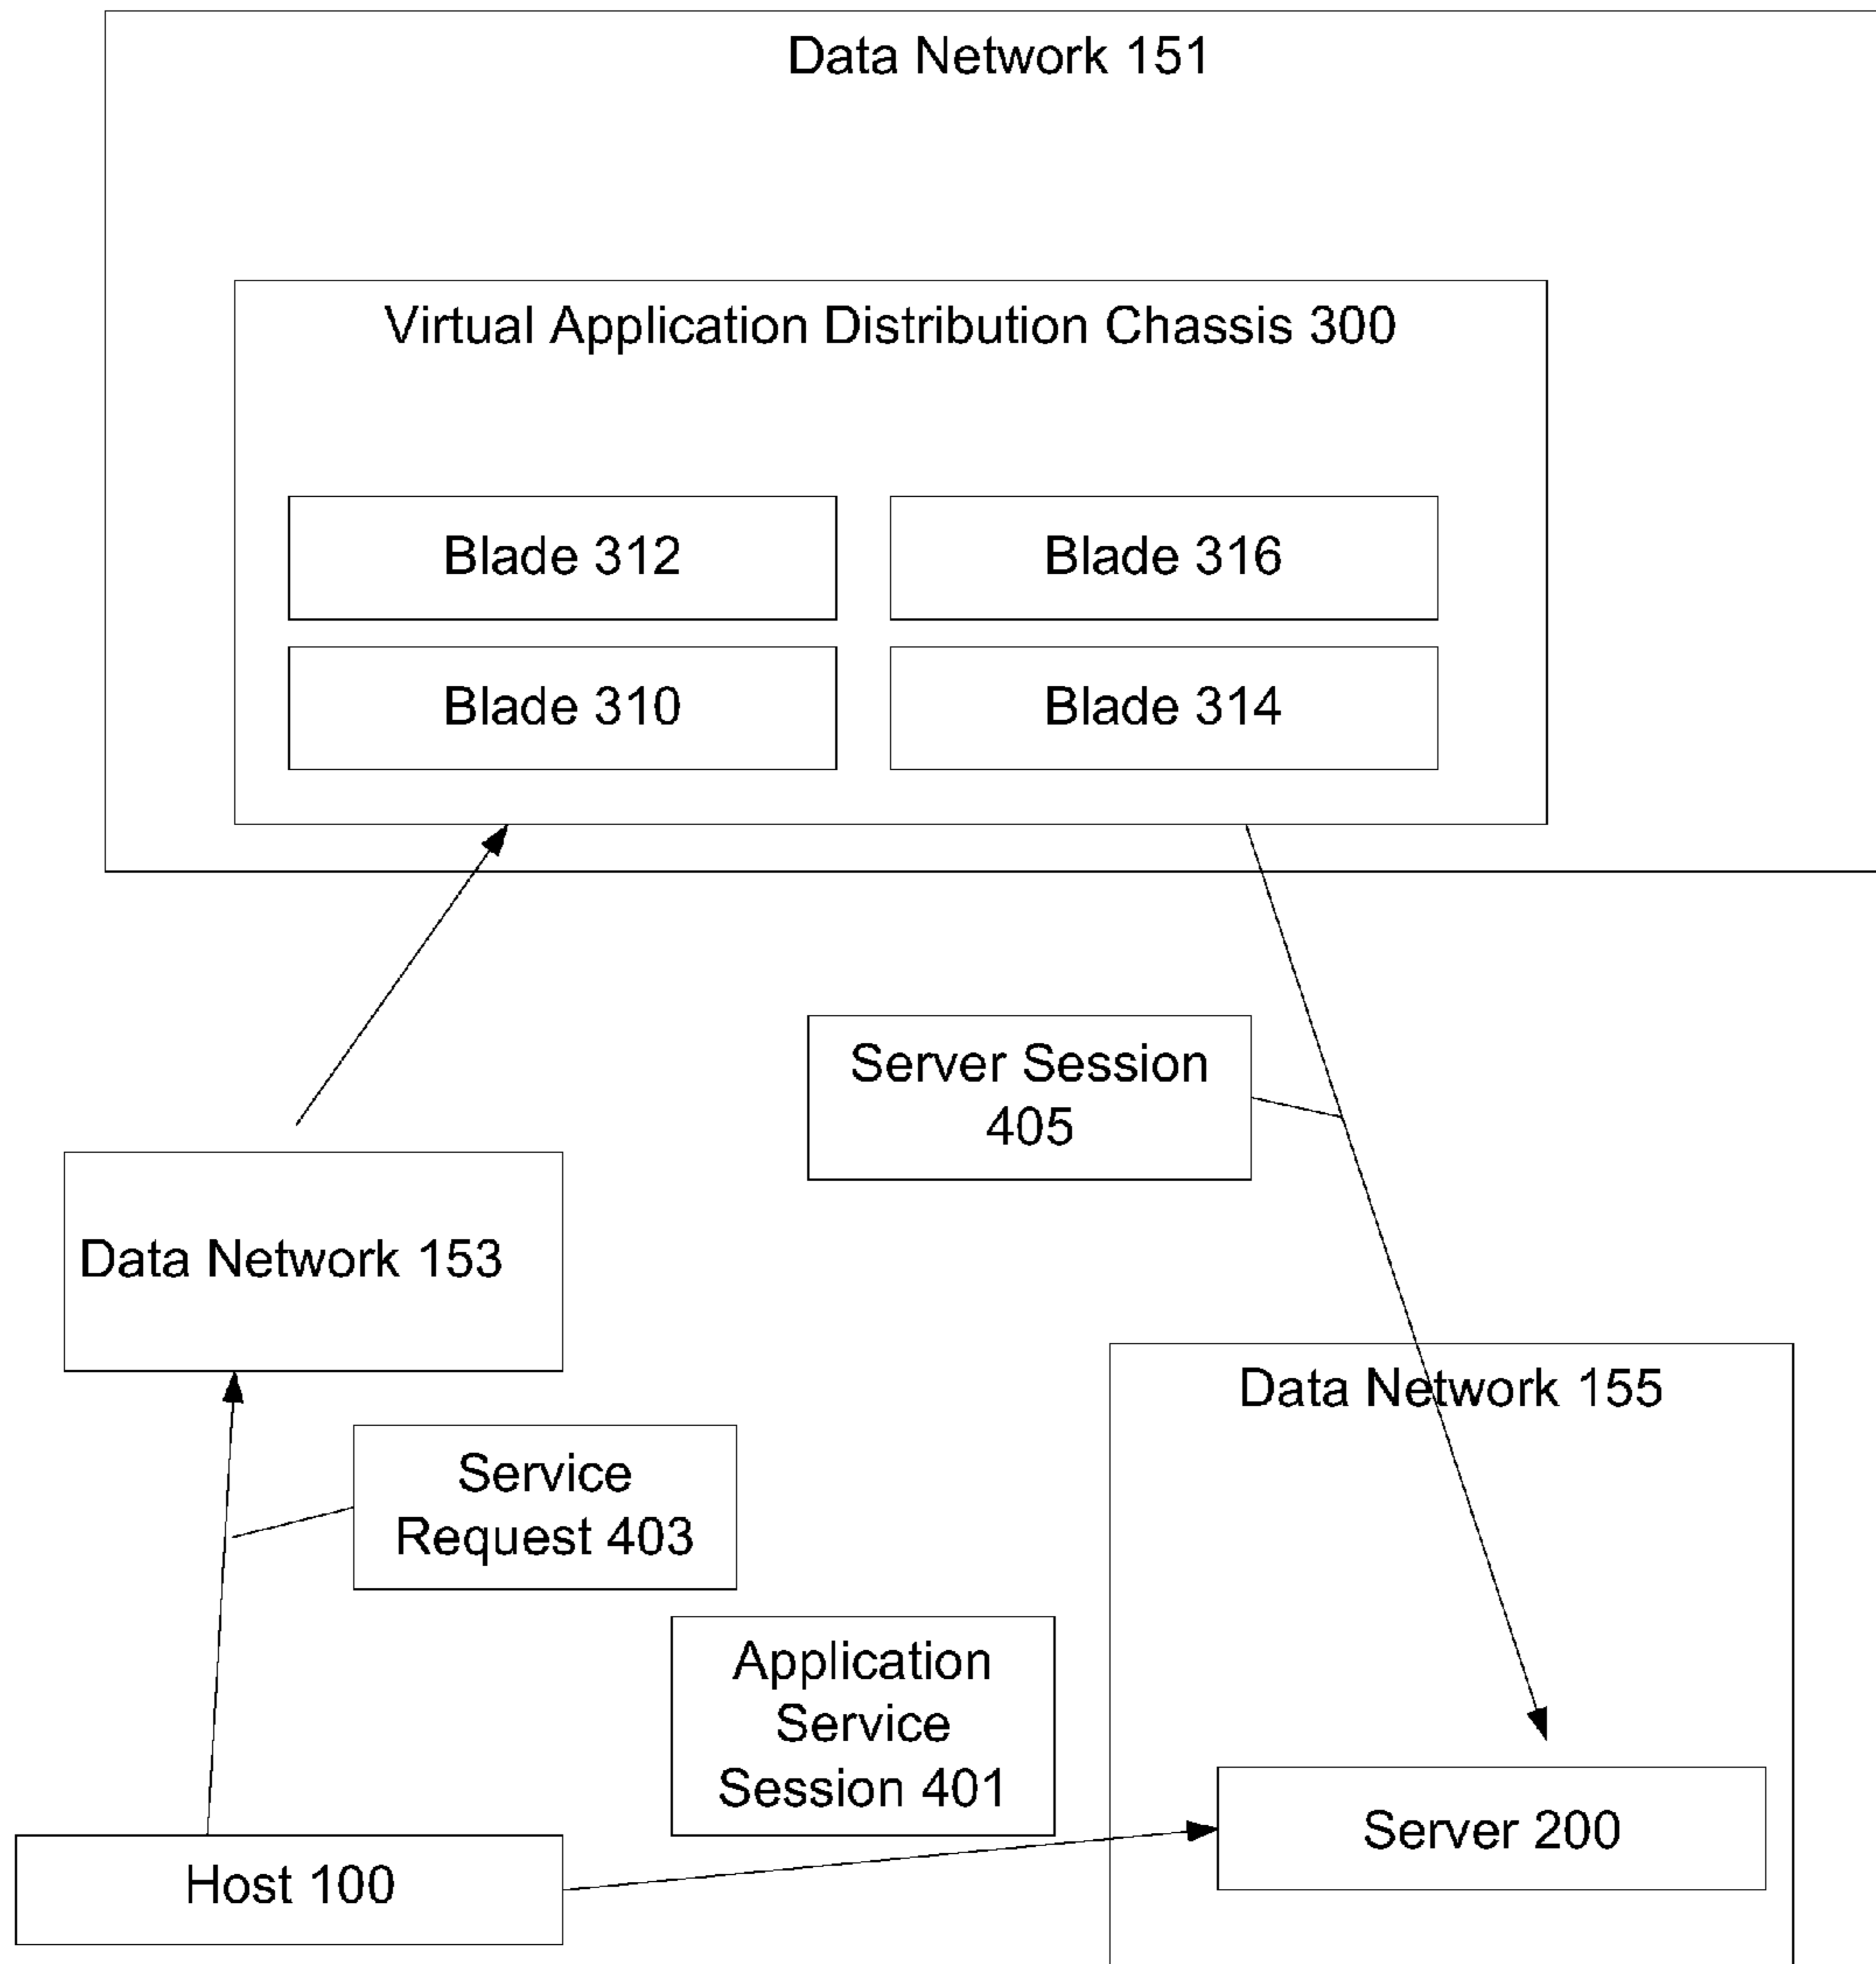 Data Network 151
Virtual Application Distribution Chassis 300
Blade 312
Blade 316
Blade 310
Blade 314
Server Session
405
Data Network 153
Data Network 155
Service
Request 403
Application
Service
Session 401
Server 200
Host 100